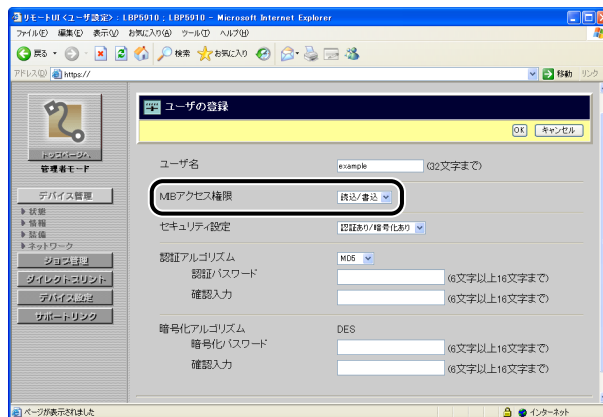 リモートUI <ユーザ設定> : LBP5910 ; LBP5910 - Microsoft Internet Explorer
ファイル(F) 編集(E) 表示(V) お気に入り(A) ツール(T) ヘルプ(H)
戻る 検索 お気に入り
アドレス(D) https:// 移動 リンク
ユーザの登録
OK キャンセル
トップページへ
管理者モード
デバイス管理
状態
情報
装備
ネットワーク
ジョブ管理
ダイレクトプリント
デバイス設定
サポートリンク
ユーザ名 example (32文字まで)
MIBアクセス権限 読込/書込
セキュリティ設定 認証あり/暗号化あり
認証アルゴリズム MD5
認証パスワード (6文字以上16文字まで)
確認入力 (6文字以上16文字まで)
暗号化アルゴリズム DES
暗号化パスワード (6文字以上16文字まで)
確認入力 (6文字以上16文字まで)
ページが表示されました インターネット